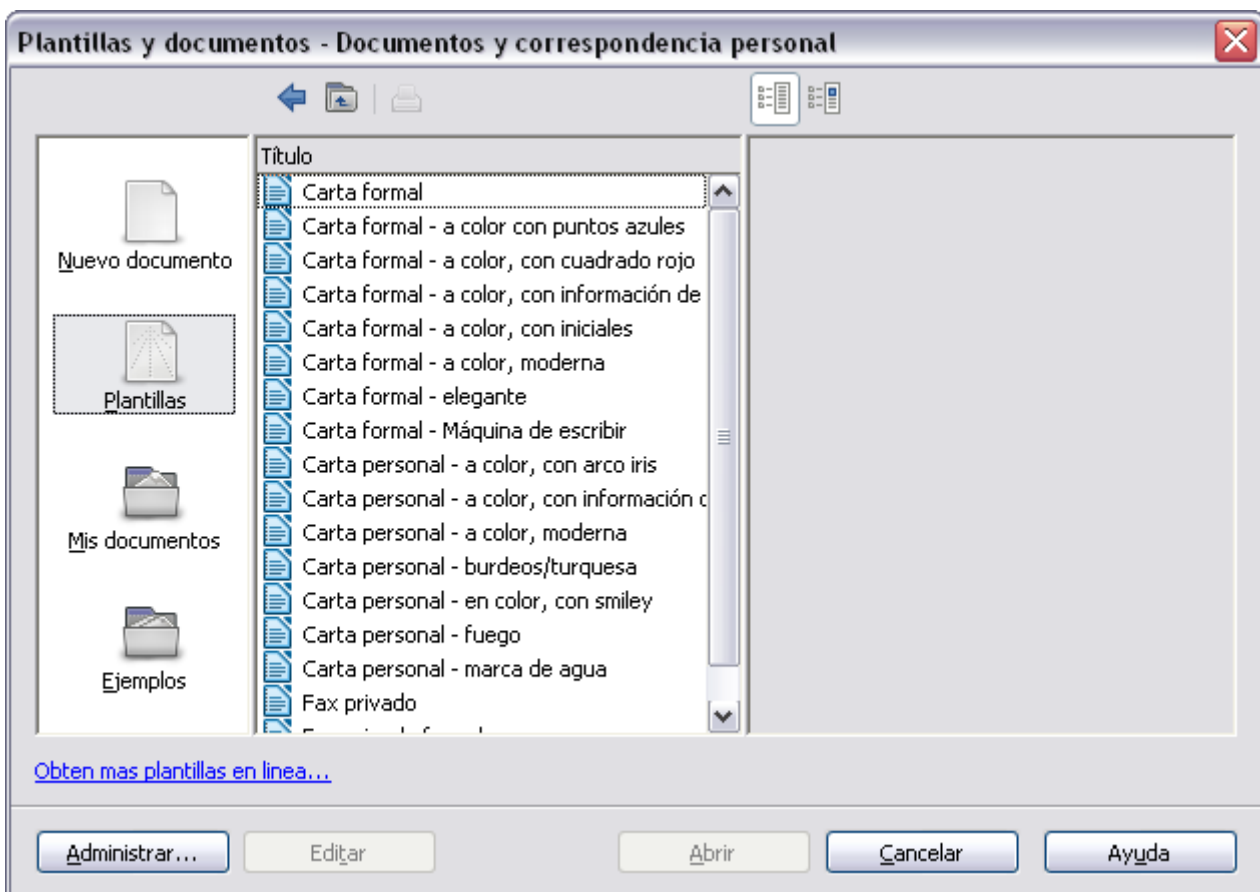 Plantillas y documentos - Documentos y correspondencia personal
Nuevo documento
Plantillas
Mis documentos
Ejemplos
Título
Carta formal
Carta formal - a color con puntos azules
Carta formal - a color, con cuadrado rojo
Carta formal - a color, con información de
Carta formal - a color, con iniciales
Carta formal - a color, moderna
Carta formal - elegante
Carta formal - Máquina de escribir
Carta personal - a color, con arco iris
Carta personal - a color, con información
Carta personal - a color, moderna
Carta personal - burdeos/turquesa
Carta personal - en color, con smiley
Carta personal - fuego
Carta personal - marca de agua
Fax privado
Obten mas plantillas en linea...
Administrar...
Editar
Abrir
Cancelar
Ayuda